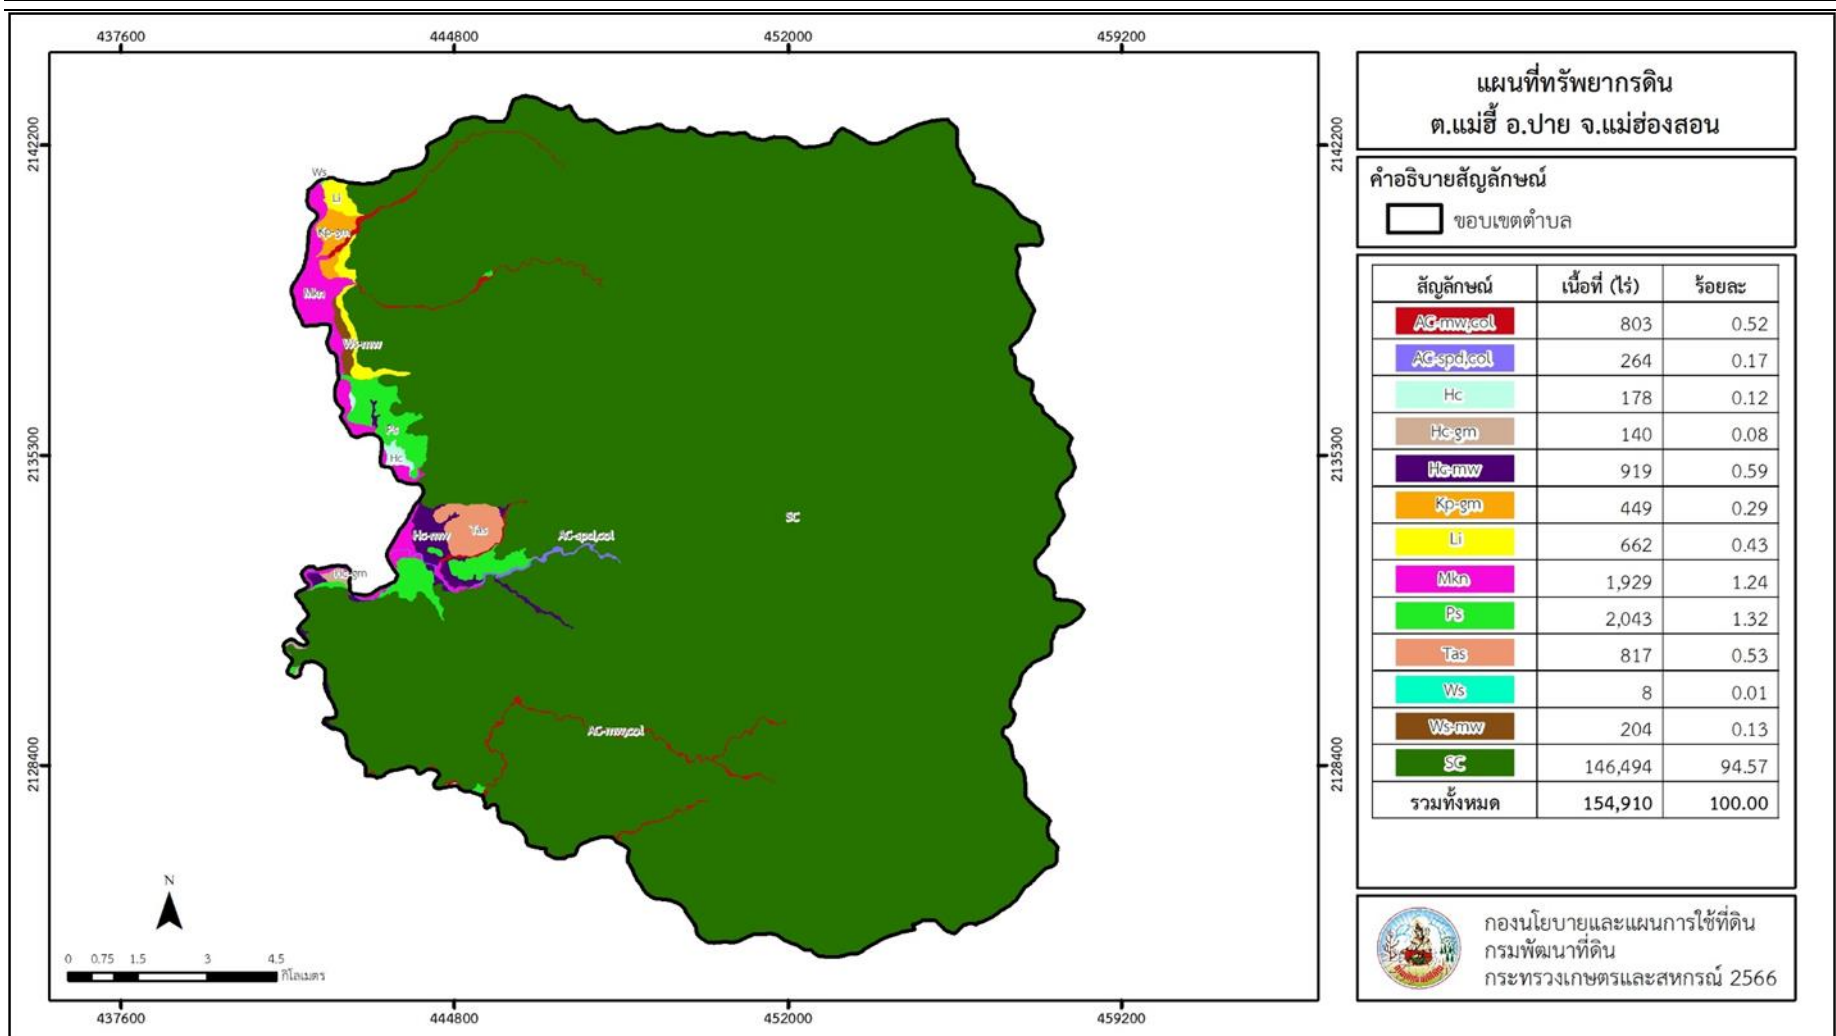 437600 444800 452000 459200
2142200 2142200
2135300 2135300
2128400 2128400
Ws
Li
Kp-gm
Mkn
Ws-mw
Ps
Hc
Hc-mw
Tas
AC-spd,col
SC
AC-mw,col
N
0 0.75 1.5 3 4.5
กิโลเมตร
437600 444800 452000 459200
แผนที่ทรัพยากรดิน
ต.แม่ฮี้ อ.ปาย จ.แม่ฮ่องสอน
คำอธิบายสัญลักษณ์
ขอบเขตตำบล
สัญลักษณ์ เนื้อที่ (ไร่) ร้อยละ
AC-mw,col 803 0.52
AC-spd,col 264 0.17
Hc 178 0.12
Hc-gm 140 0.08
Hc-mw 919 0.59
Kp-gm 449 0.29
Li 662 0.43
Mkn 1,929 1.24
Ps 2,043 1.32
Tas 817 0.53
Ws 8 0.01
Ws-mw 204 0.13
SC 146,494 94.57
รวมทั้งหมด 154,910 100.00
กองนโยบายและแผนการใช้ที่ดิน
กรมพัฒนาที่ดิน
กระทรวงเกษตรและสหกรณ์ 2566